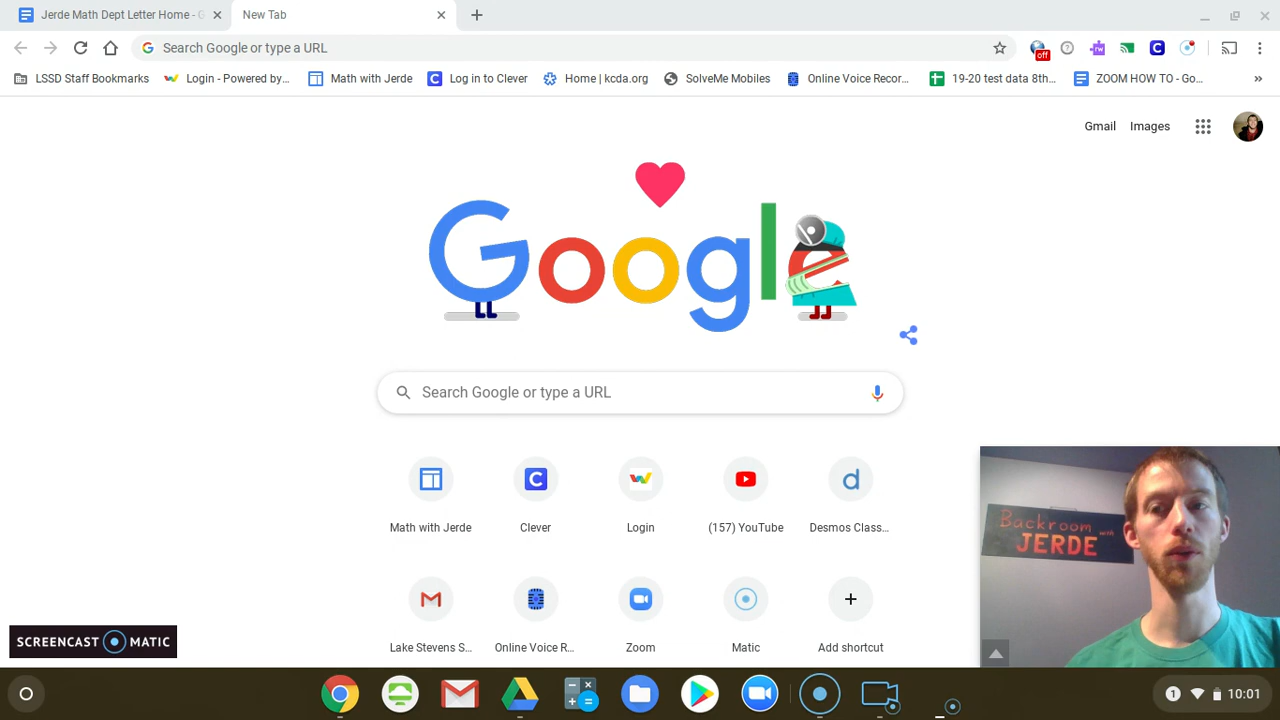 Jerde Math Dept Letter Home - G
New Tab
Search Google or type a URL
off
rw
LSSD Staff Bookmarks
Login - Powered by...
Math with Jerde
Log in to Clever
Home | kcda.org
SolveMe Mobiles
Online Voice Recor...
19-20 test data 8th...
ZOOM HOW TO - Go...
»
Gmail
Images
Google
Search Google or type a URL
Math with Jerde
Clever
Login
(157) YouTube
Desmos Class...
Lake Stevens S...
Online Voice R...
Zoom
Matic
Add shortcut
Backroom with
JERDE
SCREENCAST MATIC
1
10:01